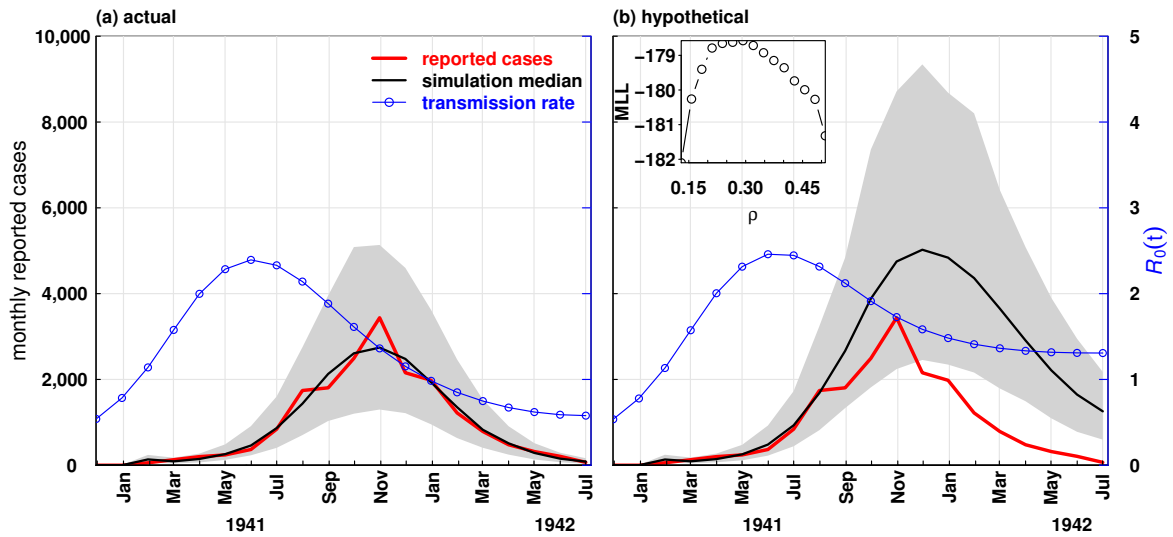 (a) actual
(b) hypothetical
10,000
8,000
6,000
4,000
2,000
0
monthly reported cases
reported cases
simulation median
transmission rate
Jan
Mar
May
Jul
Sep
Nov
Jan
Mar
May
Jul
1941
1942
−179
−180
−181
−182
MLL
0.15
0.30
0.45
ρ
5
4
3
2
1
0
R₀(t)
Jan
Mar
May
Jul
Sep
Nov
Jan
Mar
May
Jul
1941
1942